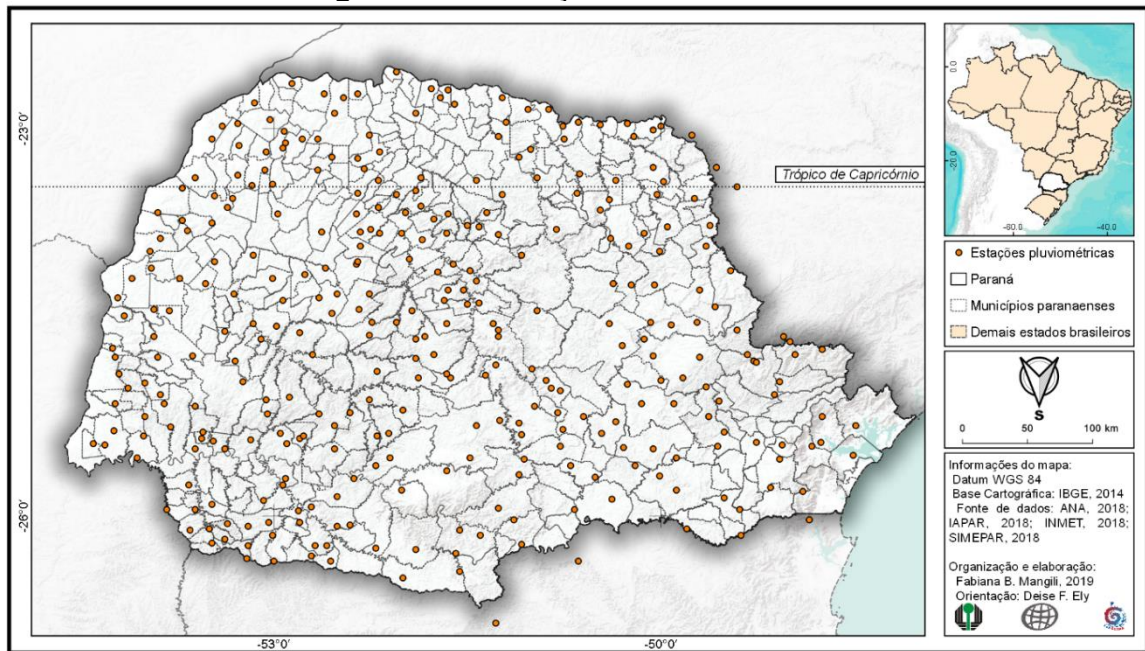 -23°0'
-26°0'
-53°0'
-50°0'
Trópico de Capricórnio
0.0
-20.0
-80.0
-40.0
Estações pluviométricas
Paraná
Municípios paranaenses
Demais estados brasileiros
S
0 50 100 km
Informações do mapa:
Datum WGS 84
Base Cartográfica: IBGE, 2014
Fonte de dados: ANA, 2018;
IAPAR, 2018; INMET, 2018;
SIMEPAR, 2018
Organização e elaboração:
Fabiana B. Mangili, 2019
Orientação: Deise F. Ely